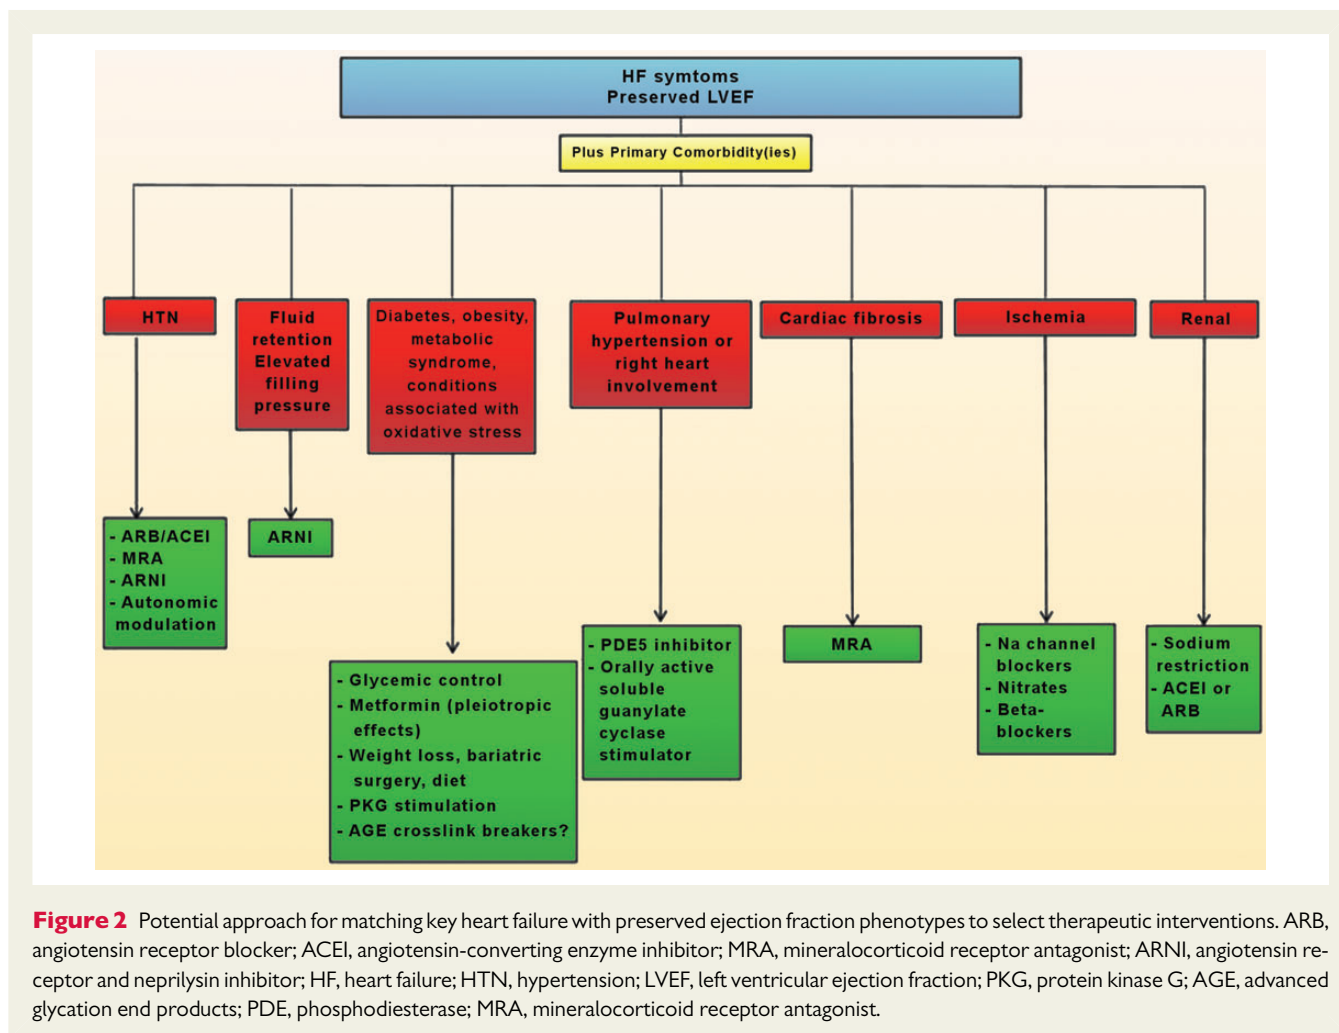 HF symtoms
Preserved LVEF
Plus Primary Comorbidity(ies)
HTN
Fluid
retention
Elevated
filling
pressure
Diabetes, obesity,
metabolic
syndrome,
conditions
associated with
oxidative stress
Pulmonary
hypertension or
right heart
involvement
Cardiac fibrosis
Ischemia
Renal
- ARB/ACEI
- MRA
- ARNI
- Autonomic
modulation
ARNI
- Glycemic control
- Metformin (pleiotropic
effects)
- Weight loss, bariatric
surgery, diet
- PKG stimulation
- AGE crosslink breakers?
- PDE5 inhibitor
- Orally active
soluble
guanylate
cyclase
stimulator
MRA
- Na channel
blockers
- Nitrates
- Beta-
blockers
- Sodium
restriction
- ACEI or
ARB
Figure 2 Potential approach for matching key heart failure with preserved ejection fraction phenotypes to select therapeutic interventions. ARB,
angiotensin receptor blocker; ACEI, angiotensin-converting enzyme inhibitor; MRA, mineralocorticoid receptor antagonist; ARNI, angiotensin re-
ceptor and neprilysin inhibitor; HF, heart failure; HTN, hypertension; LVEF, left ventricular ejection fraction; PKG, protein kinase G; AGE, advanced
glycation end products; PDE, phosphodiesterase; MRA, mineralocorticoid receptor antagonist.